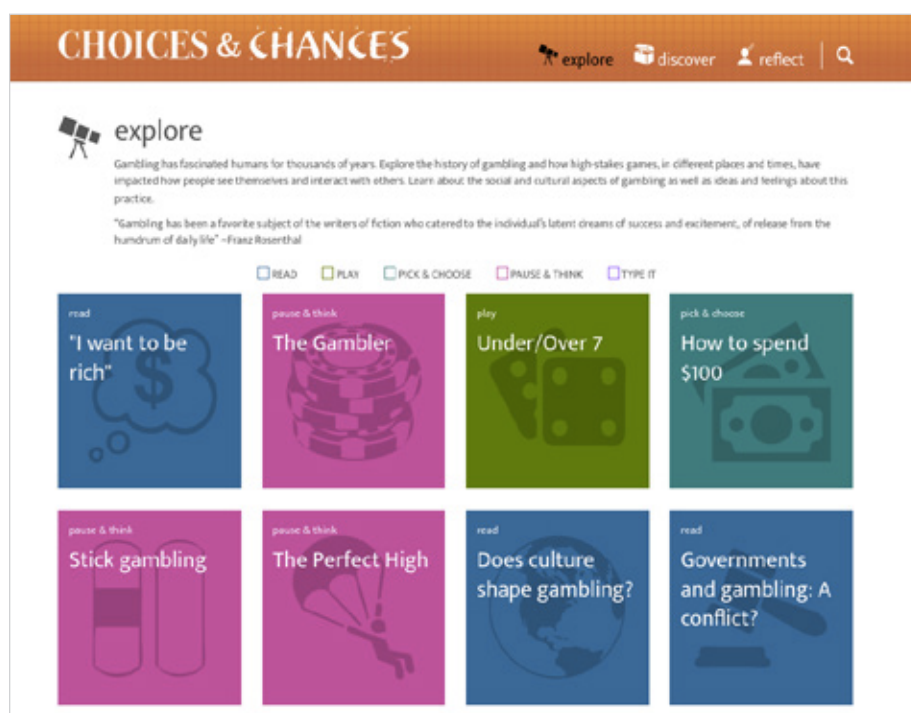 CHOICES & CHANCES
explore
discover
reflect
explore
Gambling has fascinated humans for thousands of years. Explore the history of gambling and how high-stakes games, in different places and times, have
impacted how people see themselves and interact with others. Learn about the social and cultural aspects of gambling as well as ideas and feelings about this
practice.
"Gambling has been a favorite subject of the writers of fiction who catered to the individual's latent dreams of success and excitement, of release from the
humdrum of daily life" –Franz Rosenthal
READ
PLAY
PICK & CHOOSE
PAUSE & THINK
TYPE IT
read
"I want to be
rich"
$
pause & think
The Gambler
play
Under/Over 7
pick & choose
How to spend
$100
pause & think
Stick gambling
pause & think
The Perfect High
read
Does culture
shape gambling?
read
Governments
and gambling: A
conflict?